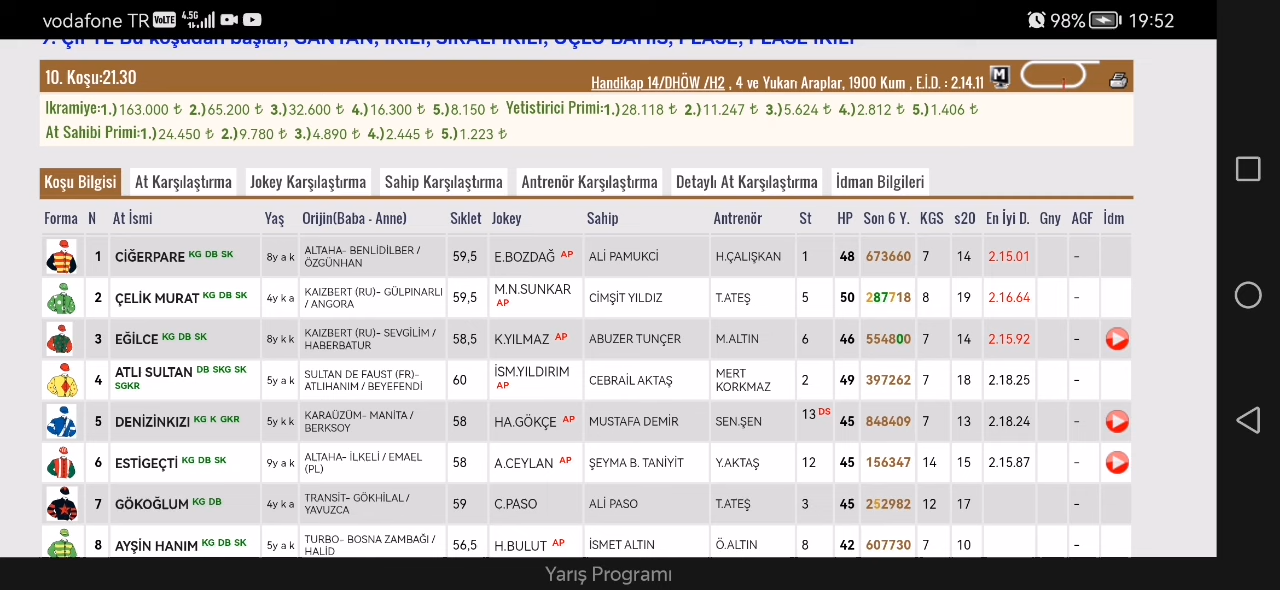 vodafone TR VoLTE 4.5G 98% 19:52
10. Koşu:21.30 Handikap 14/DHÖW /H2 , 4 ve Yukarı Araplar, 1900 Kum , E.İ.D. : 2.14.11 M
Ikramiye:1.)163.000 ₺ 2.)65.200 ₺ 3.)32.600 ₺ 4.)16.300 ₺ 5.)8.150 ₺ Yetistirici Primi:1.)28.118 ₺ 2.)11.247 ₺ 3.)5.624 ₺ 4.)2.812 ₺ 5.)1.406 ₺
At Sahibi Primi:1.)24.450 ₺ 2.)9.780 ₺ 3.)4.890 ₺ 4.)2.445 ₺ 5.)1.223 ₺
Koşu Bilgisi At Karşılaştırma Jokey Karşılaştırma Sahip Karşılaştırma Antrenör Karşılaştırma Detaylı At Karşılaştırma İdman Bilgileri
Forma N At İsmi Yaş Orijin(Baba - Anne) Sıklet Jokey Sahip Antrenör St HP Son 6 Y. KGS s20 En İyi D. Gny AGF İdm
1 CİĞERPARE KG DB SK 8y a k ALTAHA- BENLİDİLBER / ÖZGÜNHAN 59,5 E.BOZDAĞ AP ALİ PAMUKCİ H.ÇALIŞKAN 1 48 673660 7 14 2.15.01 -
2 ÇELİK MURAT KG DB SK 4y k a KAIZBERT (RU)- GÜLPINARLI / ANGORA 59,5 M.N.SUNKAR AP CİMŞİT YILDIZ T.ATEŞ 5 50 287718 8 19 2.16.64 -
3 EĞİLCE KG DB SK 8y k k KAIZBERT (RU)- SEVGİLİM / HABERBATUR 58,5 K.YILMAZ AP ABUZER TUNÇER M.ALTIN 6 46 554800 7 14 2.15.92 -
4 ATLI SULTAN DB SKG SK SGKR 5y a k SULTAN DE FAUST (FR)- ATLIHANIM / BEYEFENDİ 60 İSM.YILDIRIM AP CEBRAİL AKTAŞ MERT KORKMAZ 2 49 397262 7 18 2.18.25 -
5 DENİZİNKIZI KG K GKR 5y k k KARAÜZÜM- MANİTA / BERKSOY 58 HA.GÖKÇE AP MUSTAFA DEMİR SEN.ŞEN 13 DS 45 848409 7 13 2.18.24 -
6 ESTİGEÇTİ KG DB SK 9y a k ALTAHA- İLKELİ / EMAEL (PL) 58 A.CEYLAN AP ŞEYMA B. TANİYİT Y.AKTAŞ 12 45 156347 14 15 2.15.87 -
7 GÖKOĞLUM KG DB 4y k a TRANSİT- GÖKHİLAL / YAVUZCA 59 C.PASO ALİ PASO T.ATEŞ 3 45 252982 12 17 -
8 AYŞİN HANIM KG DB SK 5y a k TURBO- BOSNA ZAMBAĞI / HALİD 56,5 H.BULUT AP İSMET ALTIN Ö.ALTIN 8 42 607730 7 10 -
Yarış Programı